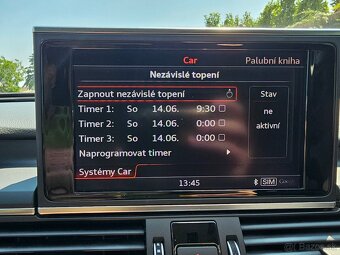 Car
Palubní kniha
Nezávislé topení
Zapnout nezávislé topení
Stav
ne
aktivní
Timer 1: So 14.06. 9:30
Timer 2: So 14.06. 0:00
Timer 3: So 14.06. 0:00
Naprogramovat timer
Systémy Car
13:45
SIM